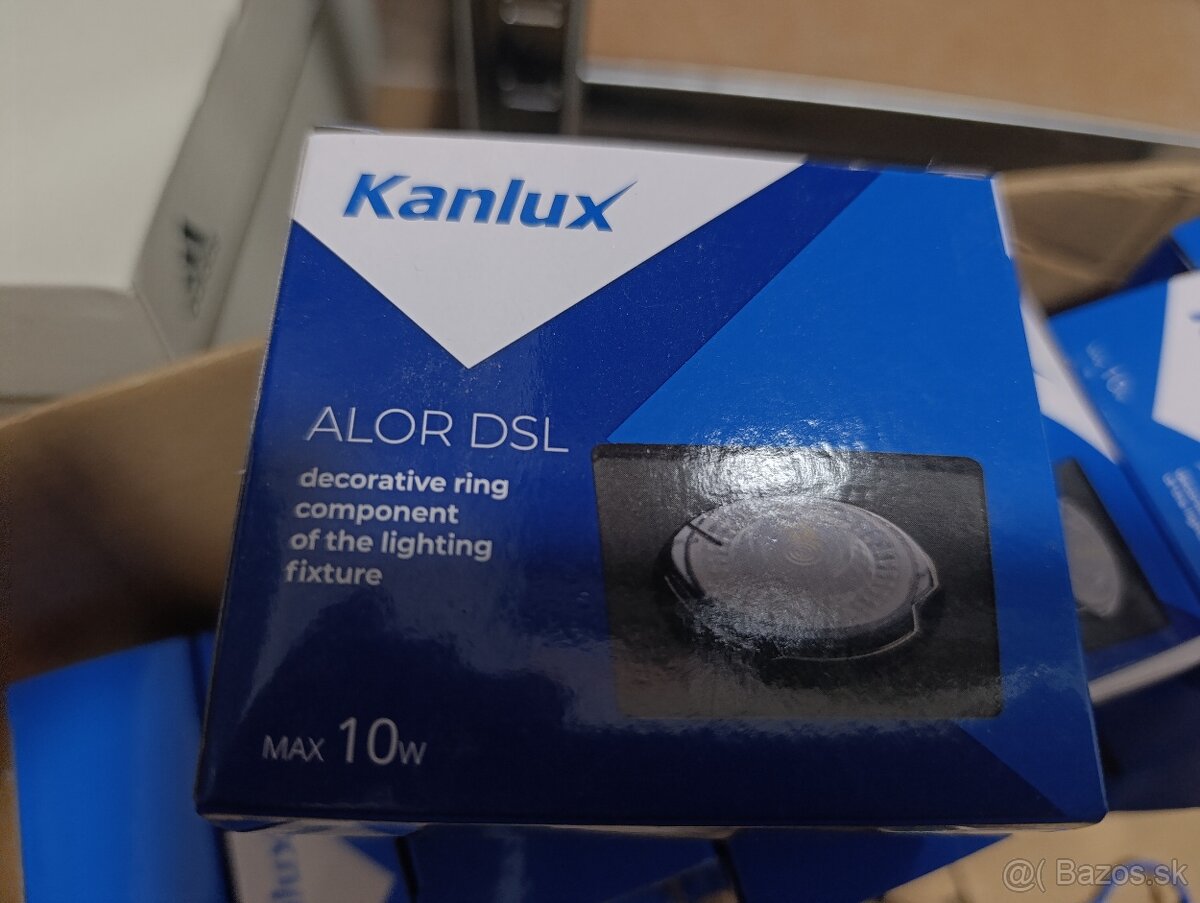 Kanlux
ALOR DSL
decorative ring
component
of the lighting
fixture
MAX 10W
@( Bazos.sk